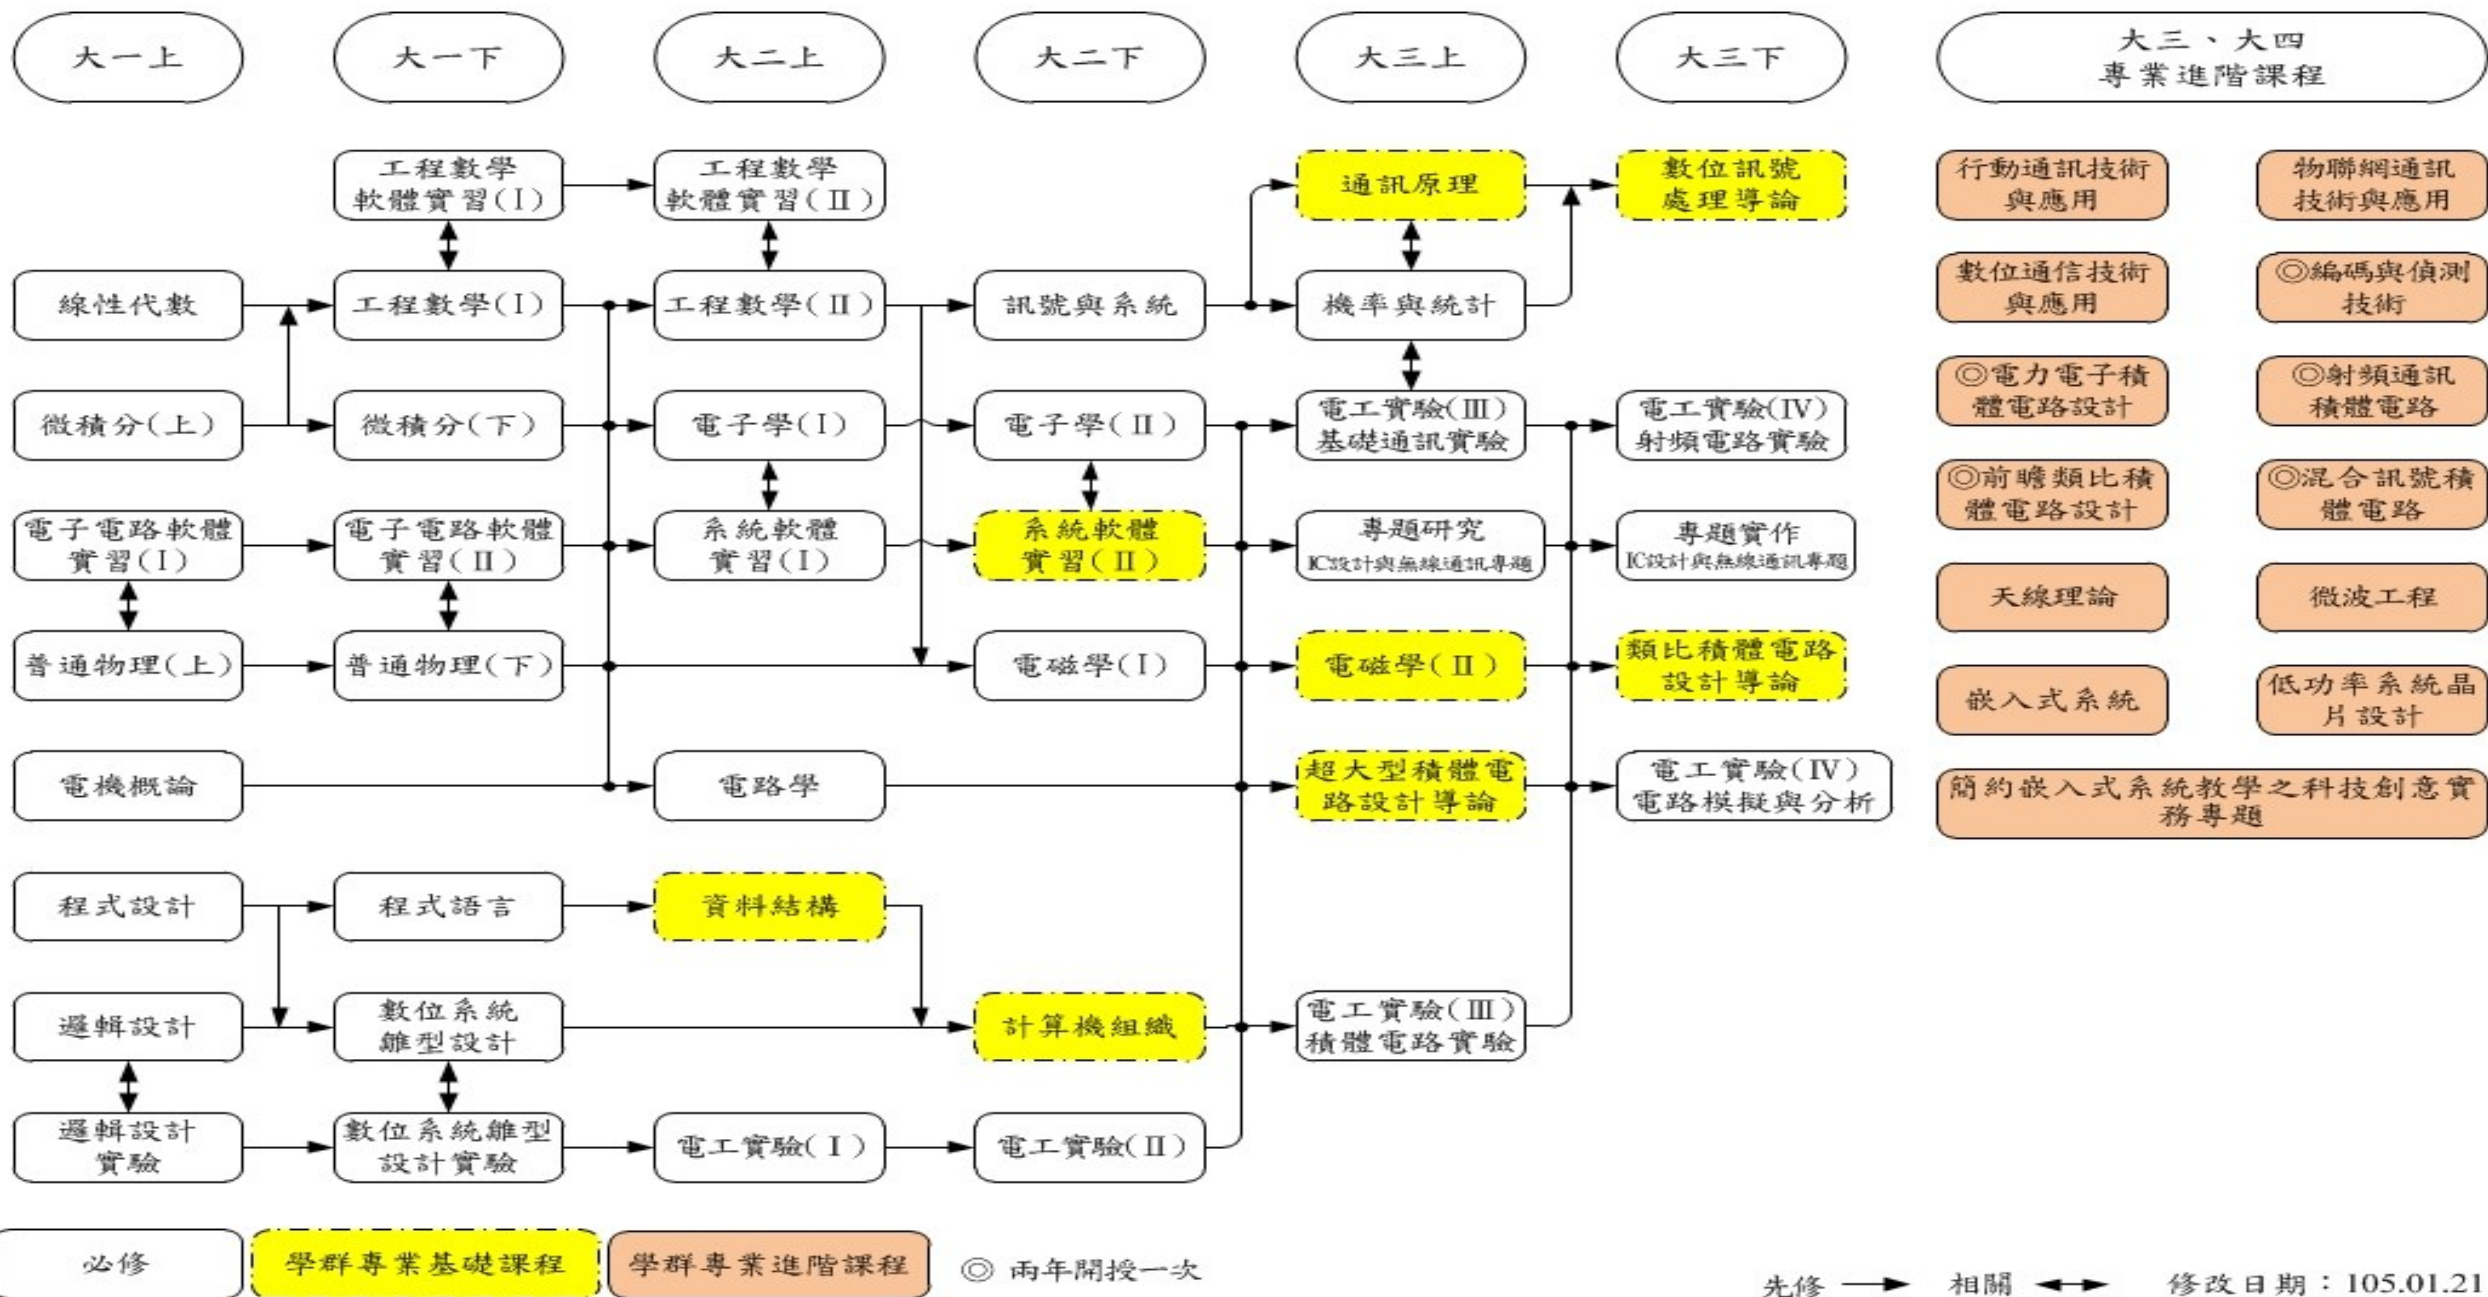 大一上
大一下
大二上
大二下
大三上
大三下
大三、大四
專業進階課程
工程數學
軟體實習(Ⅰ)
工程數學
軟體實習(Ⅱ)
通訊原理
數位訊號
處理導論
行動通訊技術
與應用
物聯網通訊
技術與應用
線性代數
工程數學(Ⅰ)
工程數學(Ⅱ)
訊號與系統
機率與統計
數位通信技術
與應用
◎編碼與偵測
技術
微積分(上)
微積分(下)
電子學(Ⅰ)
電子學(Ⅱ)
電工實驗(Ⅲ)
基礎通訊實驗
電工實驗(Ⅳ)
射頻電路實驗
◎電力電子積
體電路設計
◎射頻通訊
積體電路
電子電路軟體
實習(Ⅰ)
電子電路軟體
實習(Ⅱ)
系統軟體
實習(Ⅰ)
系統軟體
實習(Ⅱ)
專題研究
IC設計與無線通訊專題
專題實作
IC設計與無線通訊專題
◎前瞻類比積
體電路設計
◎混合訊號積
體電路
普通物理(上)
普通物理(下)
電磁學(Ⅰ)
電磁學(Ⅱ)
類比積體電路
設計導論
天線理論
微波工程
嵌入式系統
低功率系統晶
片設計
電機概論
電路學
超大型積體電
路設計導論
電工實驗(Ⅳ)
電路模擬與分析
簡約嵌入式系統教學之科技創意實
務專題
程式設計
程式語言
資料結構
邏輯設計
數位系統
雛型設計
計算機組織
電工實驗(Ⅲ)
積體電路實驗
邏輯設計
實驗
數位系統雛型
設計實驗
電工實驗(Ⅰ)
電工實驗(Ⅱ)
必修
學群專業基礎課程
學群專業進階課程
◎ 兩年開授一次
先修
相關
修改日期：105.01.21